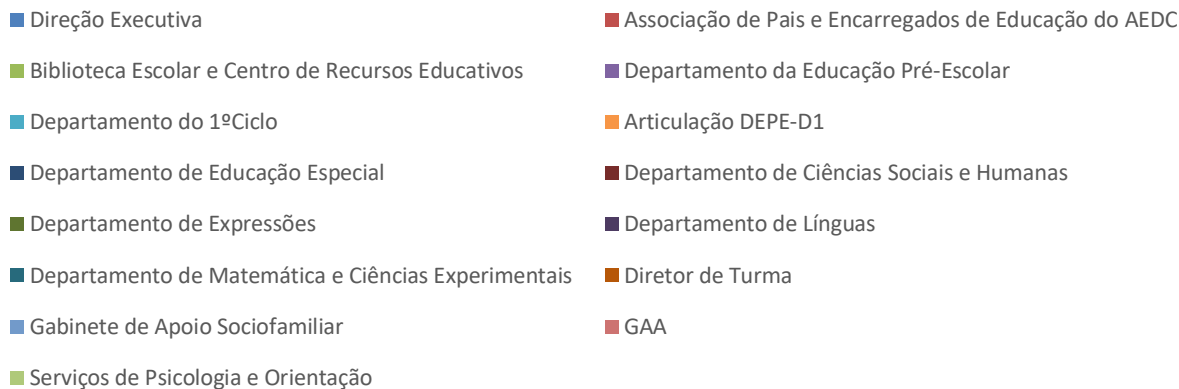 Direção Executiva
Associação de Pais e Encarregados de Educação do AEDC
Biblioteca Escolar e Centro de Recursos Educativos
Departamento da Educação Pré-Escolar
Departamento do 1ºCiclo
Articulação DEPE-D1
Departamento de Educação Especial
Departamento de Ciências Sociais e Humanas
Departamento de Expressões
Departamento de Línguas
Departamento de Matemática e Ciências Experimentais
Diretor de Turma
Gabinete de Apoio Sociofamiliar
GAA
Serviços de Psicologia e Orientação